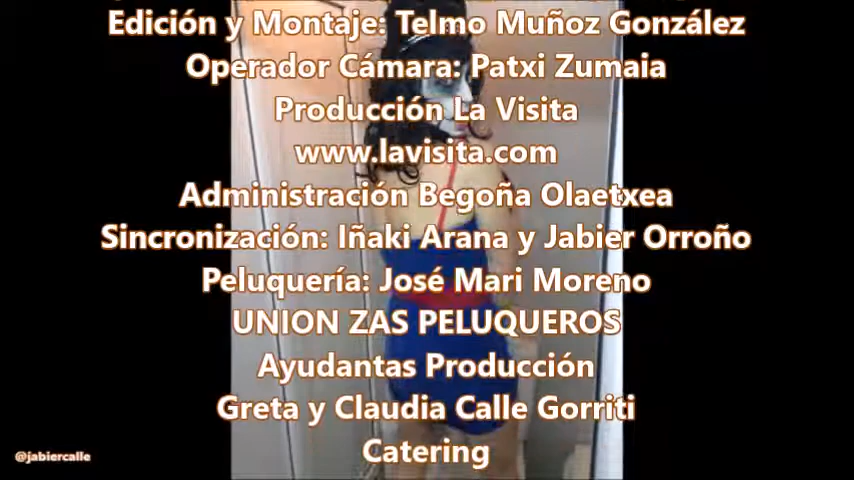 Edición y Montaje: Telmo Muñoz González
Operador Cámara: Patxi Zumaia
Producción La Visita
www.lavisita.com
Administración Begoña Olaetxea
Sincronización: Iñaki Arana y Jabier Orroño
Peluquería: José Mari Moreno
UNION ZAS PELUQUEROS
Ayudantas Producción
Greta y Claudia Calle Gorriti
Catering
@jabiercalle